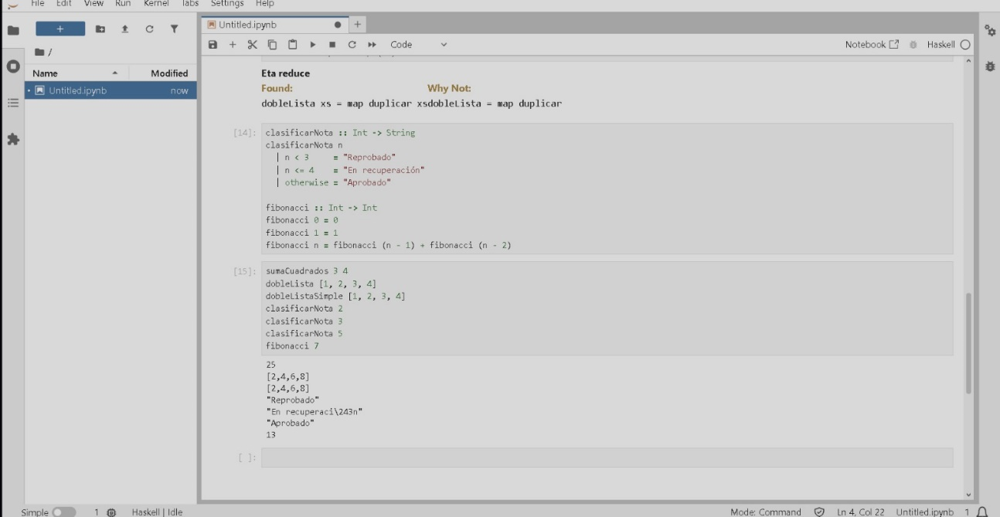 File Edit View Run Kernel Tabs Settings Help
Untitled.ipynb
Code
Notebook
Haskell
/
Name Modified
Untitled.ipynb now
Eta reduce
Found: Why Not:
dobleLista xs = map duplicar xsdobleLista = map duplicar
[14]: clasificarNota :: Int -> String
clasificarNota n
| n < 3 = "Reprobado"
| n <= 4 = "En recuperación"
| otherwise = "Aprobado"
fibonacci :: Int -> Int
fibonacci 0 = 0
fibonacci 1 = 1
fibonacci n = fibonacci (n - 1) + fibonacci (n - 2)
[15]: sumaCuadrados 3 4
dobleLista [1, 2, 3, 4]
dobleListaSimple [1, 2, 3, 4]
clasificarNota 2
clasificarNota 3
clasificarNota 5
fibonacci 7
25
[2,4,6,8]
[2,4,6,8]
"Reprobado"
"En recuperaci\243n"
"Aprobado"
13
[ ]:
Simple 1 Haskell | Idle Mode: Command Ln 4, Col 22 Untitled.ipynb 1